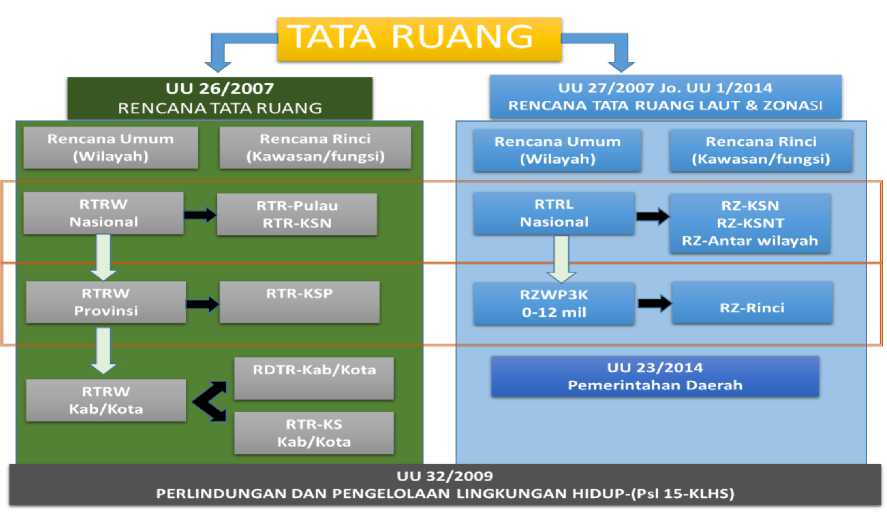 TATA RUANG
UU 26/2007
RENCANA TATA RUANG
UU 27/2007 Jo. UU 1/2014
RENCANA TATA RUANG LAUT & ZONASI
Rencana Umum
(Wilayah)
Rencana Rinci
(Kawasan/fungsi)
Rencana Umum
(Wilayah)
Rencana Rinci
(Kawasan/fungsi)
RTRW
Nasional
RTR-Pulau
RTR-KSN
RTRL
Nasional
RZ-KSN
RZ-KSNT
RZ-Antar wilayah
RTRW
Provinsi
RTR-KSP
RZWP3K
0-12 mil
RZ-Rinci
RTRW
Kab/Kota
RDTR-Kab/Kota
RTR-KS
Kab/Kota
UU 23/2014
Pemerintahan Daerah
UU 32/2009
PERLINDUNGAN DAN PENGELOLAAN LINGKUNGAN HIDUP-(Psl 15-KLHS)